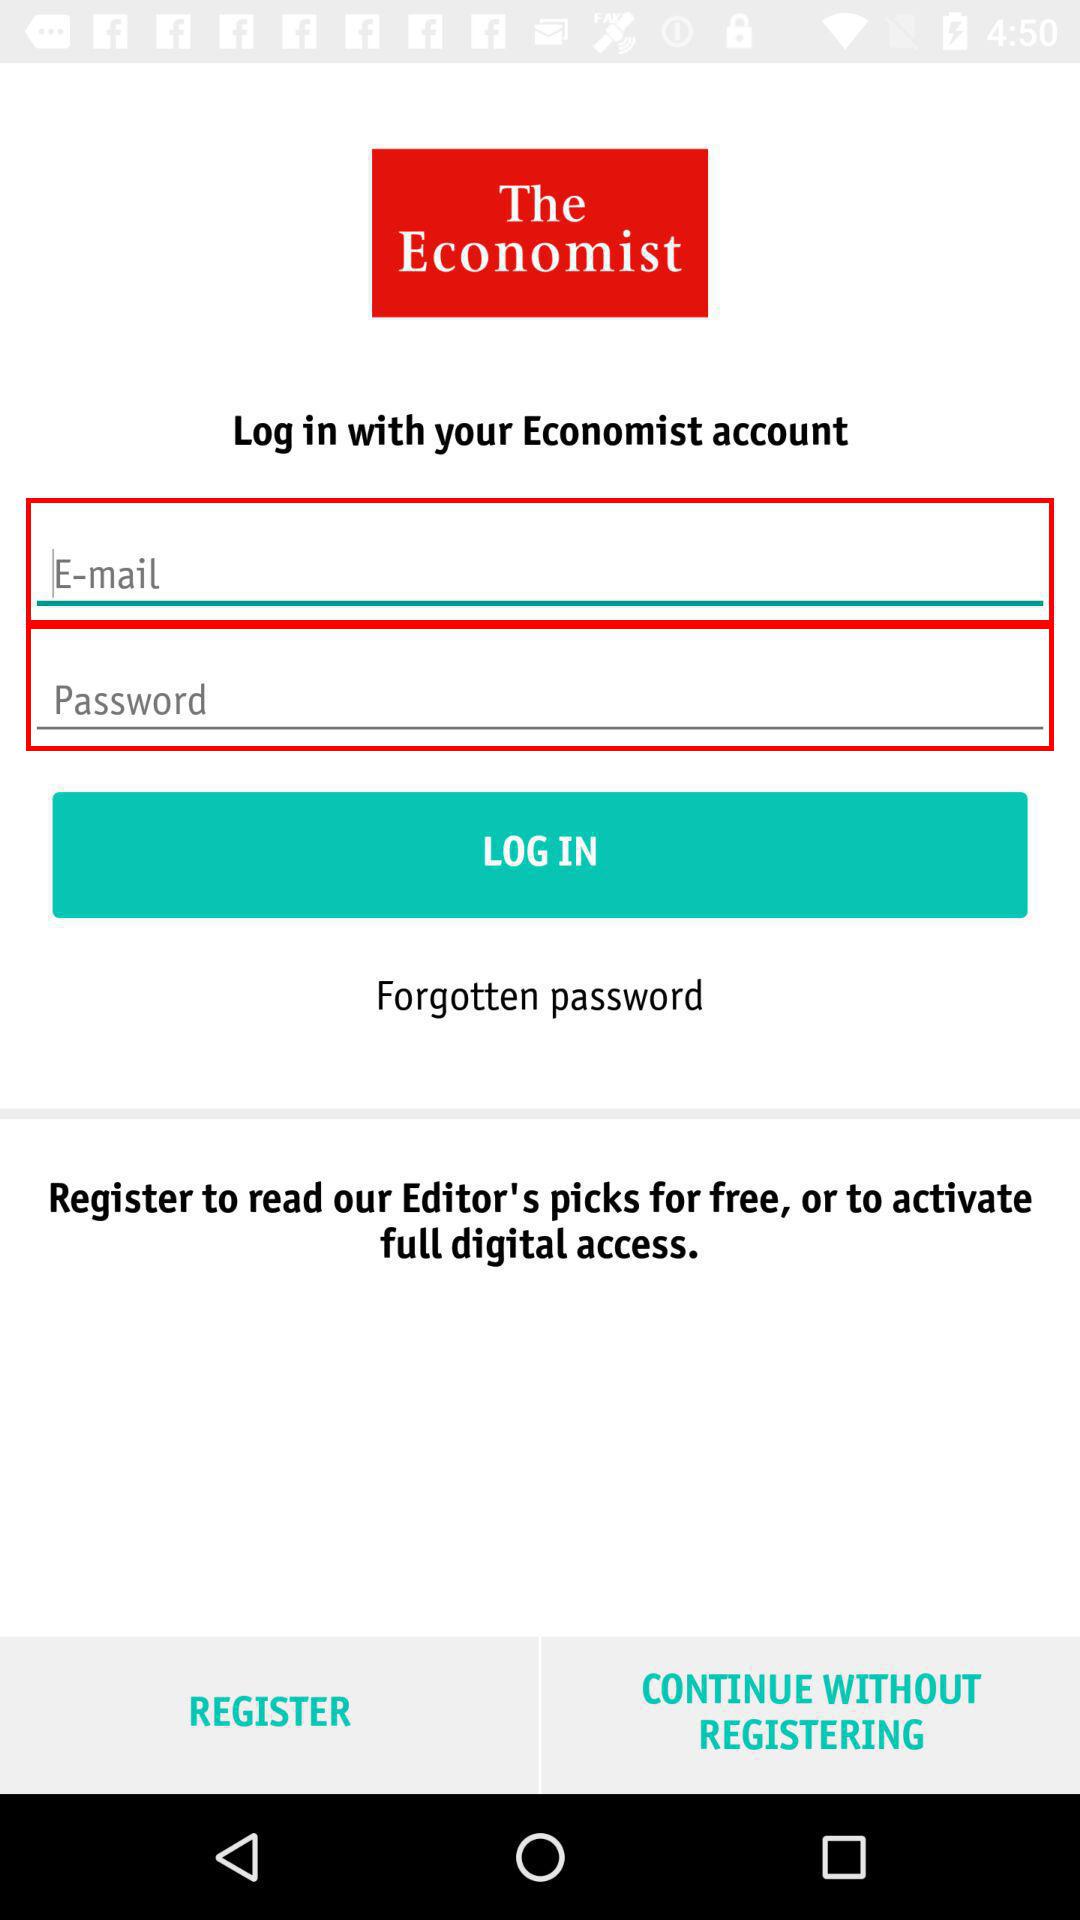 FAKE
4:50
The
Economist
Log in with your Economist account
E-mail
Password
LOG IN
Forgotten password
Register to read our Editor's picks for free, or to activate
full digital access.
REGISTER
CONTINUE WITHOUT
REGISTERING